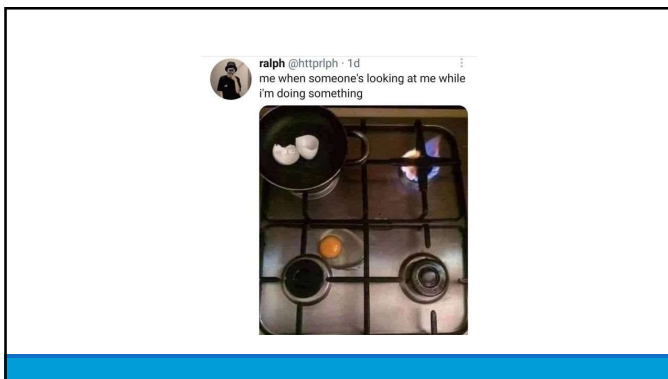 ralph @httprlph · 1d
me when someone's looking at me while
i'm doing something